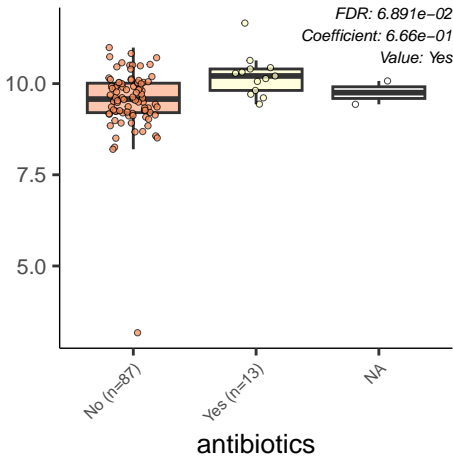 FDR: 6.891e−02
Coefficient: 6.66e−01
Value: Yes
10.0
7.5
5.0
No (n=87)
Yes (n=13)
NA
antibiotics